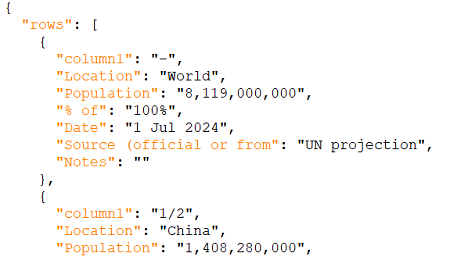 {
"rows": [
{
"column1": "-",
"Location": "World",
"Population": "8,119,000,000",
"% of": "100%",
"Date": "1 Jul 2024",
"Source (official or from": "UN projection",
"Notes": ""
},
{
"column1": "1/2",
"Location": "China",
"Population": "1,408,280,000",